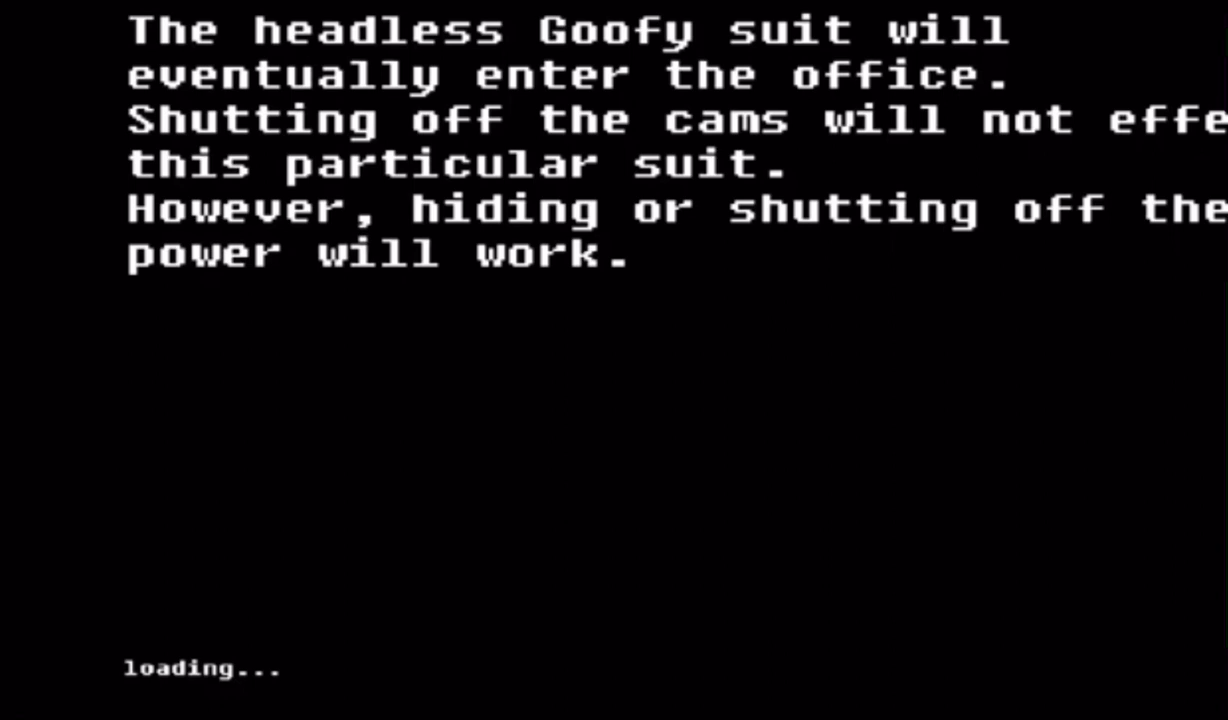 The headless Goofy suit will
eventually enter the office.
Shutting off the cams will not effe
this particular suit.
However, hiding or shutting off the
power will work.
loading...